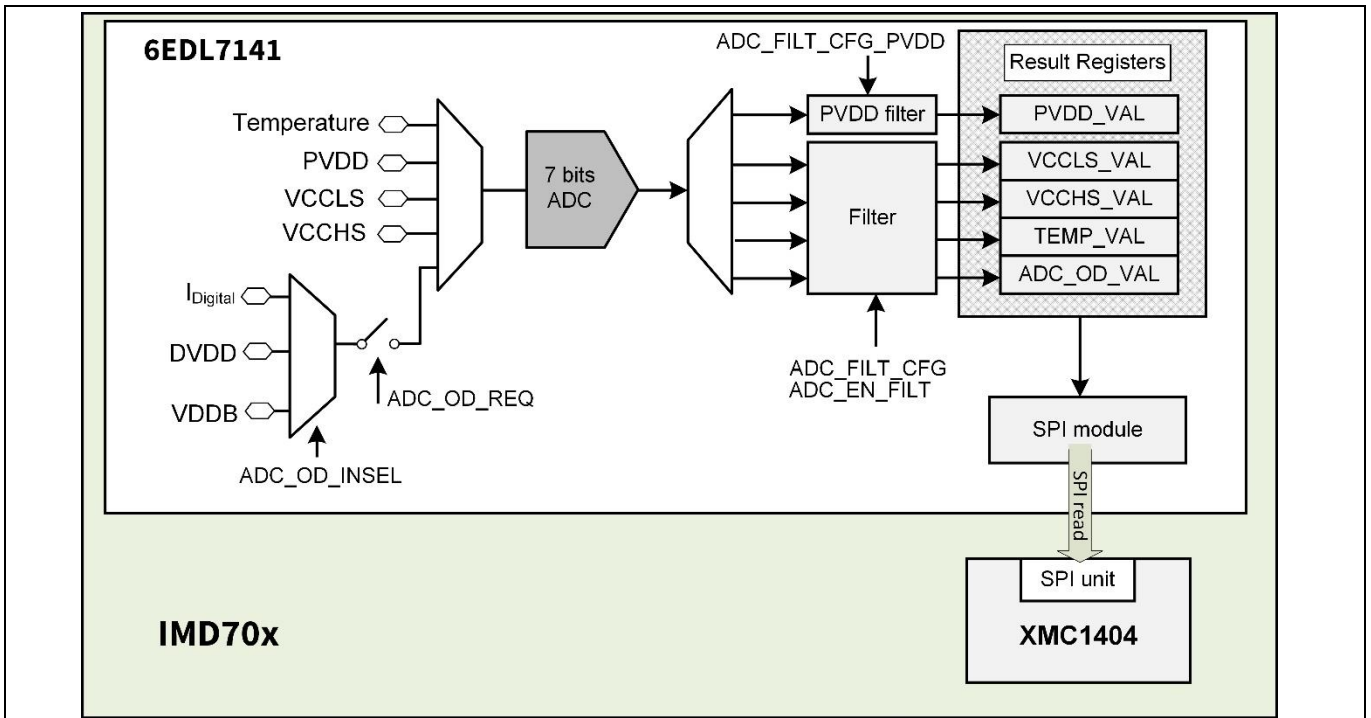 6EDL7141
ADC_FILT_CFG_PVDD
Result Registers
Temperature
PVDD
VCCLS
VCCHS
7 bits
ADC
PVDD filter
Filter
PVDD_VAL
VCCLS_VAL
VCCHS_VAL
TEMP_VAL
ADC_OD_VAL
IDigital
DVDD
VDDB
ADC_OD_REQ
ADC_OD_INSEL
ADC_FILT_CFG
ADC_EN_FILT
SPI module
SPI read
SPI unit
XMC1404
IMD70x